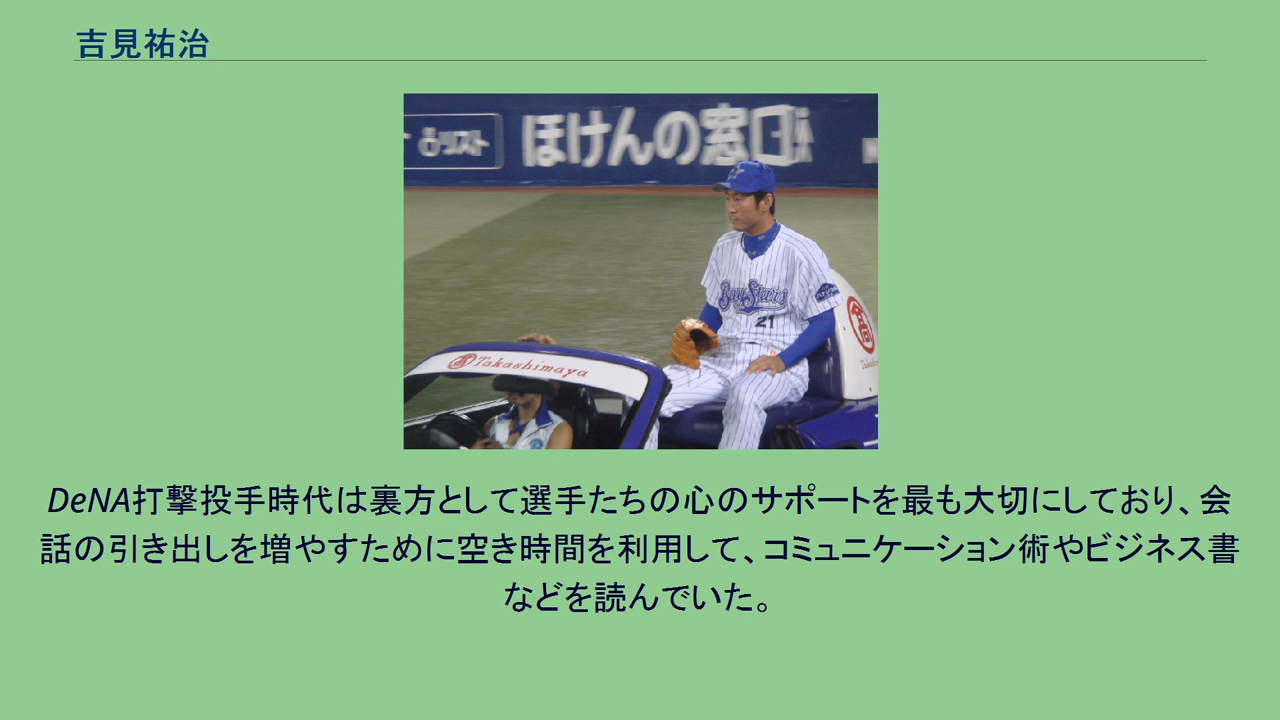 吉見祐治
ほけんの窓口
Takashimaya
BayStars
21
高
DeNA打撃投手時代は裏方として選手たちの心のサポートを最も大切にしており、会
話の引き出しを増やすために空き時間を利用して、コミュニケーション術やビジネス書
などを読んでいた。